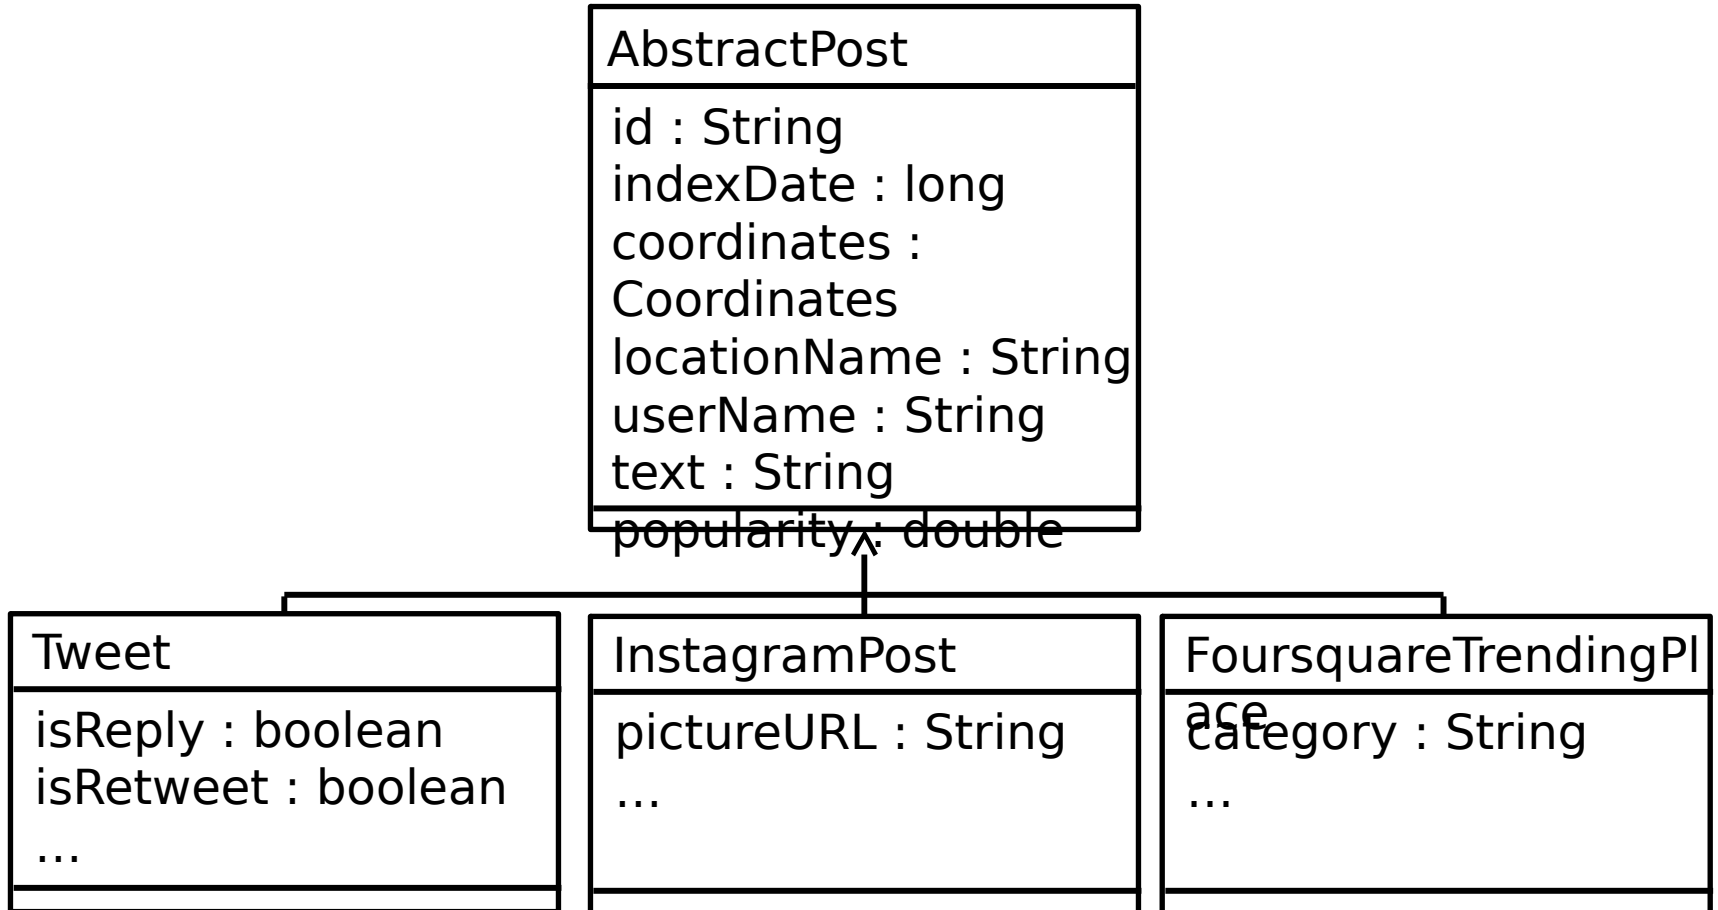 AbstractPost
id : String
indexDate : long
coordinates :
Coordinates
locationName : String
userName : String
text : String
popularity : double
Tweet
isReply : boolean
isRetweet : boolean
...
InstagramPost
pictureURL : String
...
FoursquareTrendingPl
ace
category : String
...